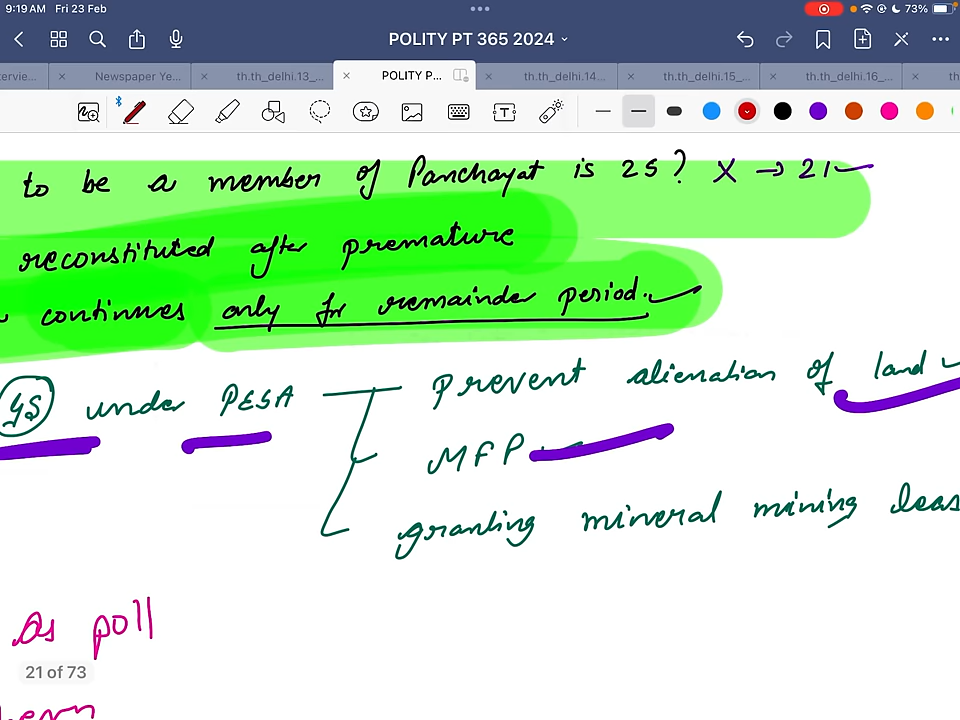 9:19 AM Fri 23 Feb
73%
POLITY PT 365 2024
Newspaper Ye...
th.th_delhi.13_...
POLITY P...
th.th_delhi.14...
th.th_delhi.15_...
th.th_delhi.16_...
th
to be a member of Panchayat is 25? X → 21
reconstituted after premature
continues only for remainder period.
GS under PESA prevent alienation of land
MFP
granting mineral mining leas
as poll
21 of 73